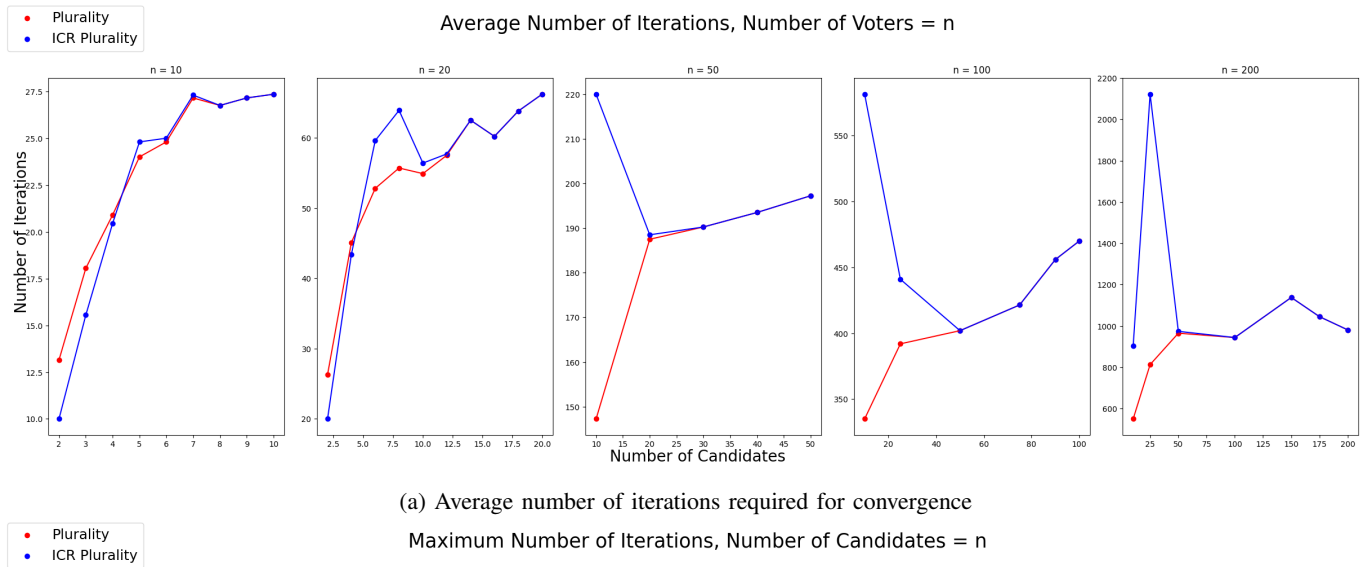 Plurality
ICR Plurality
Average Number of Iterations, Number of Voters = n
n = 10
n = 20
n = 50
n = 100
n = 200
Number of Iterations
27.5
25.0
22.5
20.0
17.5
15.0
12.5
10.0
2 3 4 5 6 7 8 9 10
60
50
40
30
20
2.5 5.0 7.5 10.0 12.5 15.0 17.5 20.0
220
210
200
190
180
170
160
150
10 15 20 25 30 35 40 45 50
550
500
450
400
350
20 40 60 80 100
2200
2000
1800
1600
1400
1200
1000
800
600
25 50 75 100 125 150 175 200
Number of Candidates
(a) Average number of iterations required for convergence
Plurality
ICR Plurality
Maximum Number of Iterations, Number of Candidates = n